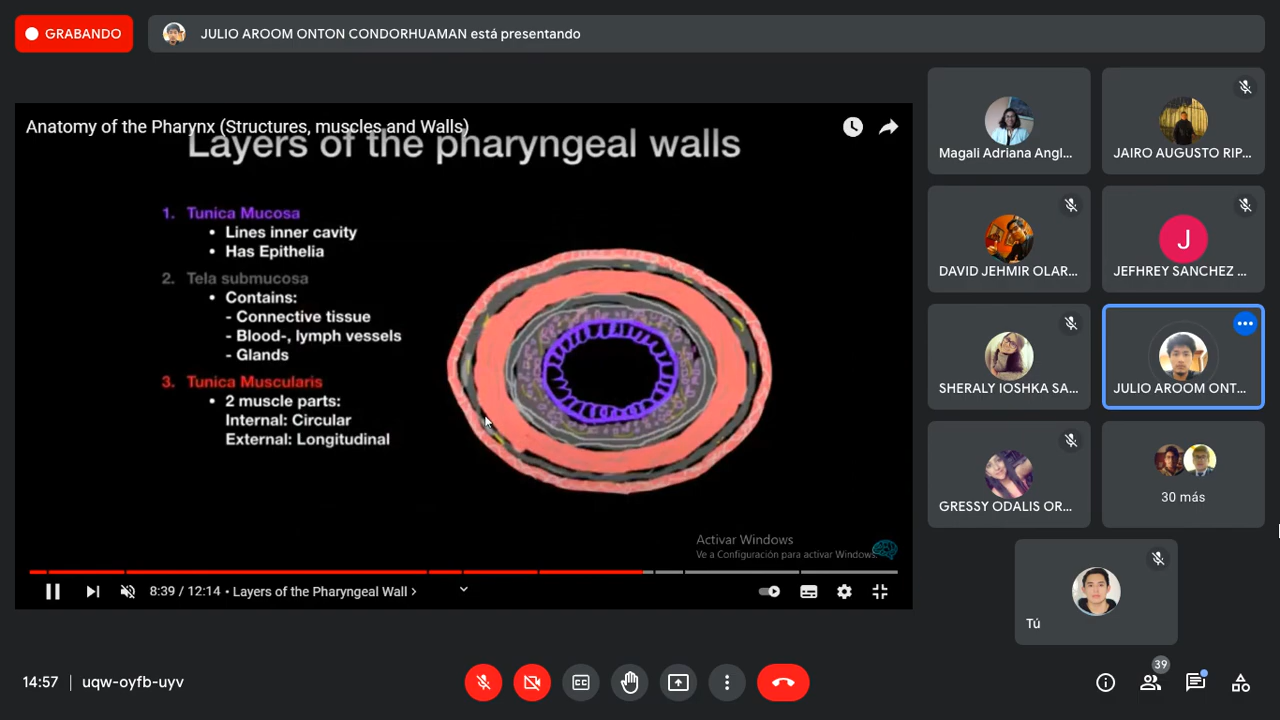 GRABANDO
JULIO AROOM ONTON CONDORHUAMAN está presentando
Anatomy of the Pharynx (Structures, muscles and Walls)
Layers of the pharyngeal walls
1. Tunica Mucosa
• Lines inner cavity
• Has Epithelia
2. Tela submucosa
• Contains:
- Connective tissue
- Blood-, lymph vessels
- Glands
3. Tunica Muscularis
• 2 muscle parts:
Internal: Circular
External: Longitudinal
Activar Windows
Ve a Configuración para activar Windows.
8:39 / 12:14 • Layers of the Pharyngeal Wall >
Magali Adriana Angl...
JAIRO AUGUSTO RIP...
DAVID JEHMIR OLAR...
J
JEFHREY SANCHEZ ...
SHERALY IOSHKA SA...
JULIO AROOM ONT...
GRESSY ODALIS OR...
30 más
Tú
14:57 | uqw-oyfb-uyv
CC
39